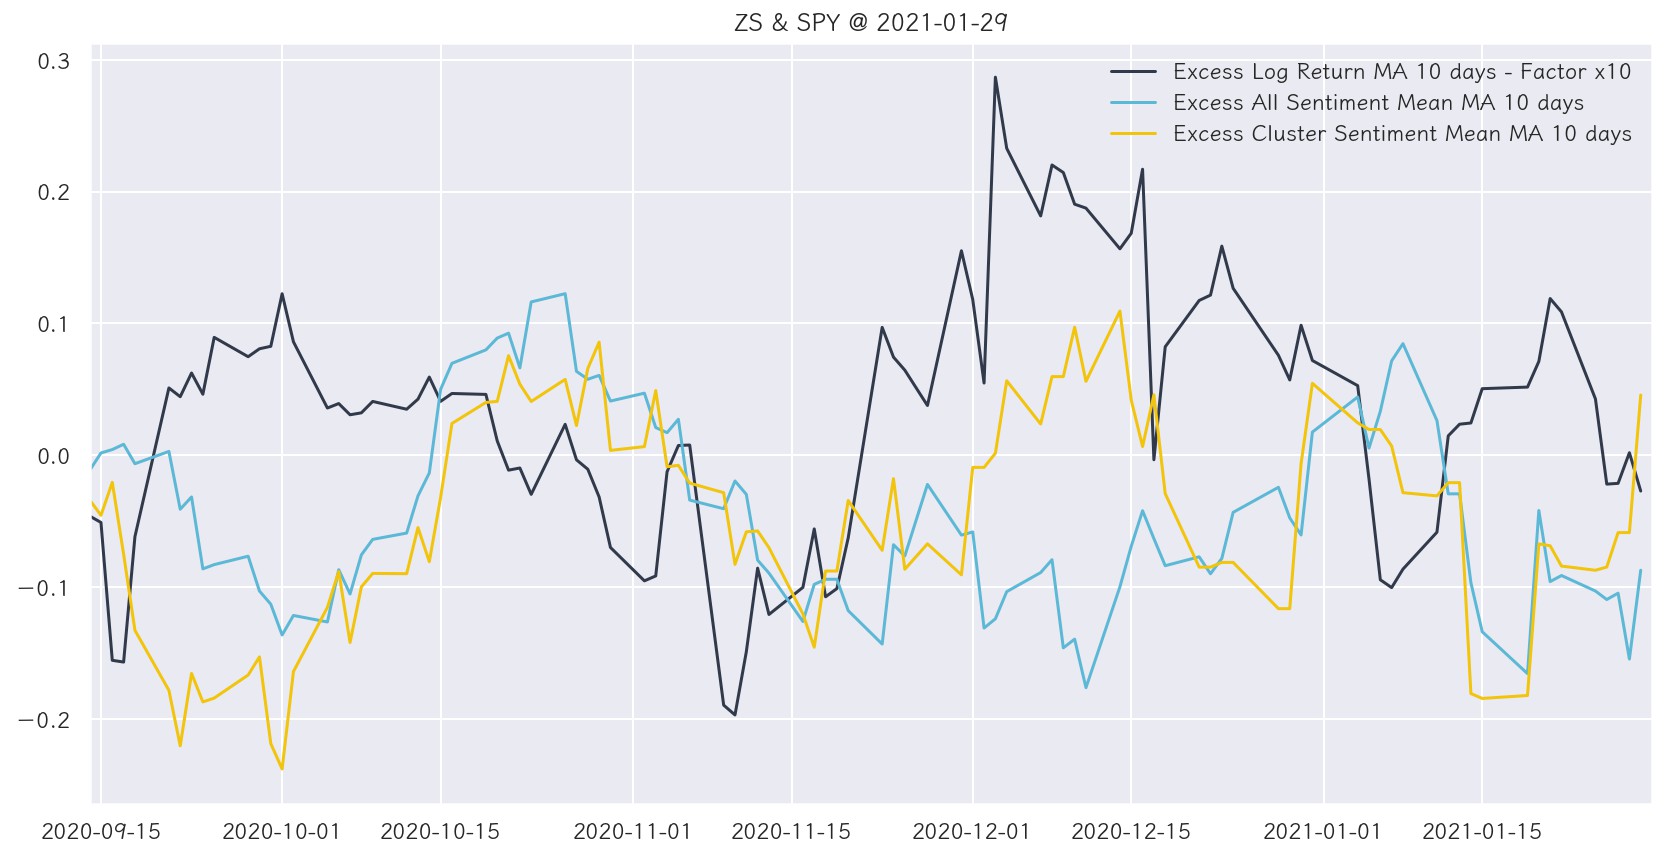 ZS & SPY @ 2021-01-29
Excess Log Return MA 10 days - Factor x10
Excess All Sentiment Mean MA 10 days
Excess Cluster Sentiment Mean MA 10 days
0.3
0.2
0.1
0.0
−0.1
−0.2
2020-09-15 2020-10-01 2020-10-15 2020-11-01 2020-11-15 2020-12-01 2020-12-15 2021-01-01 2021-01-15